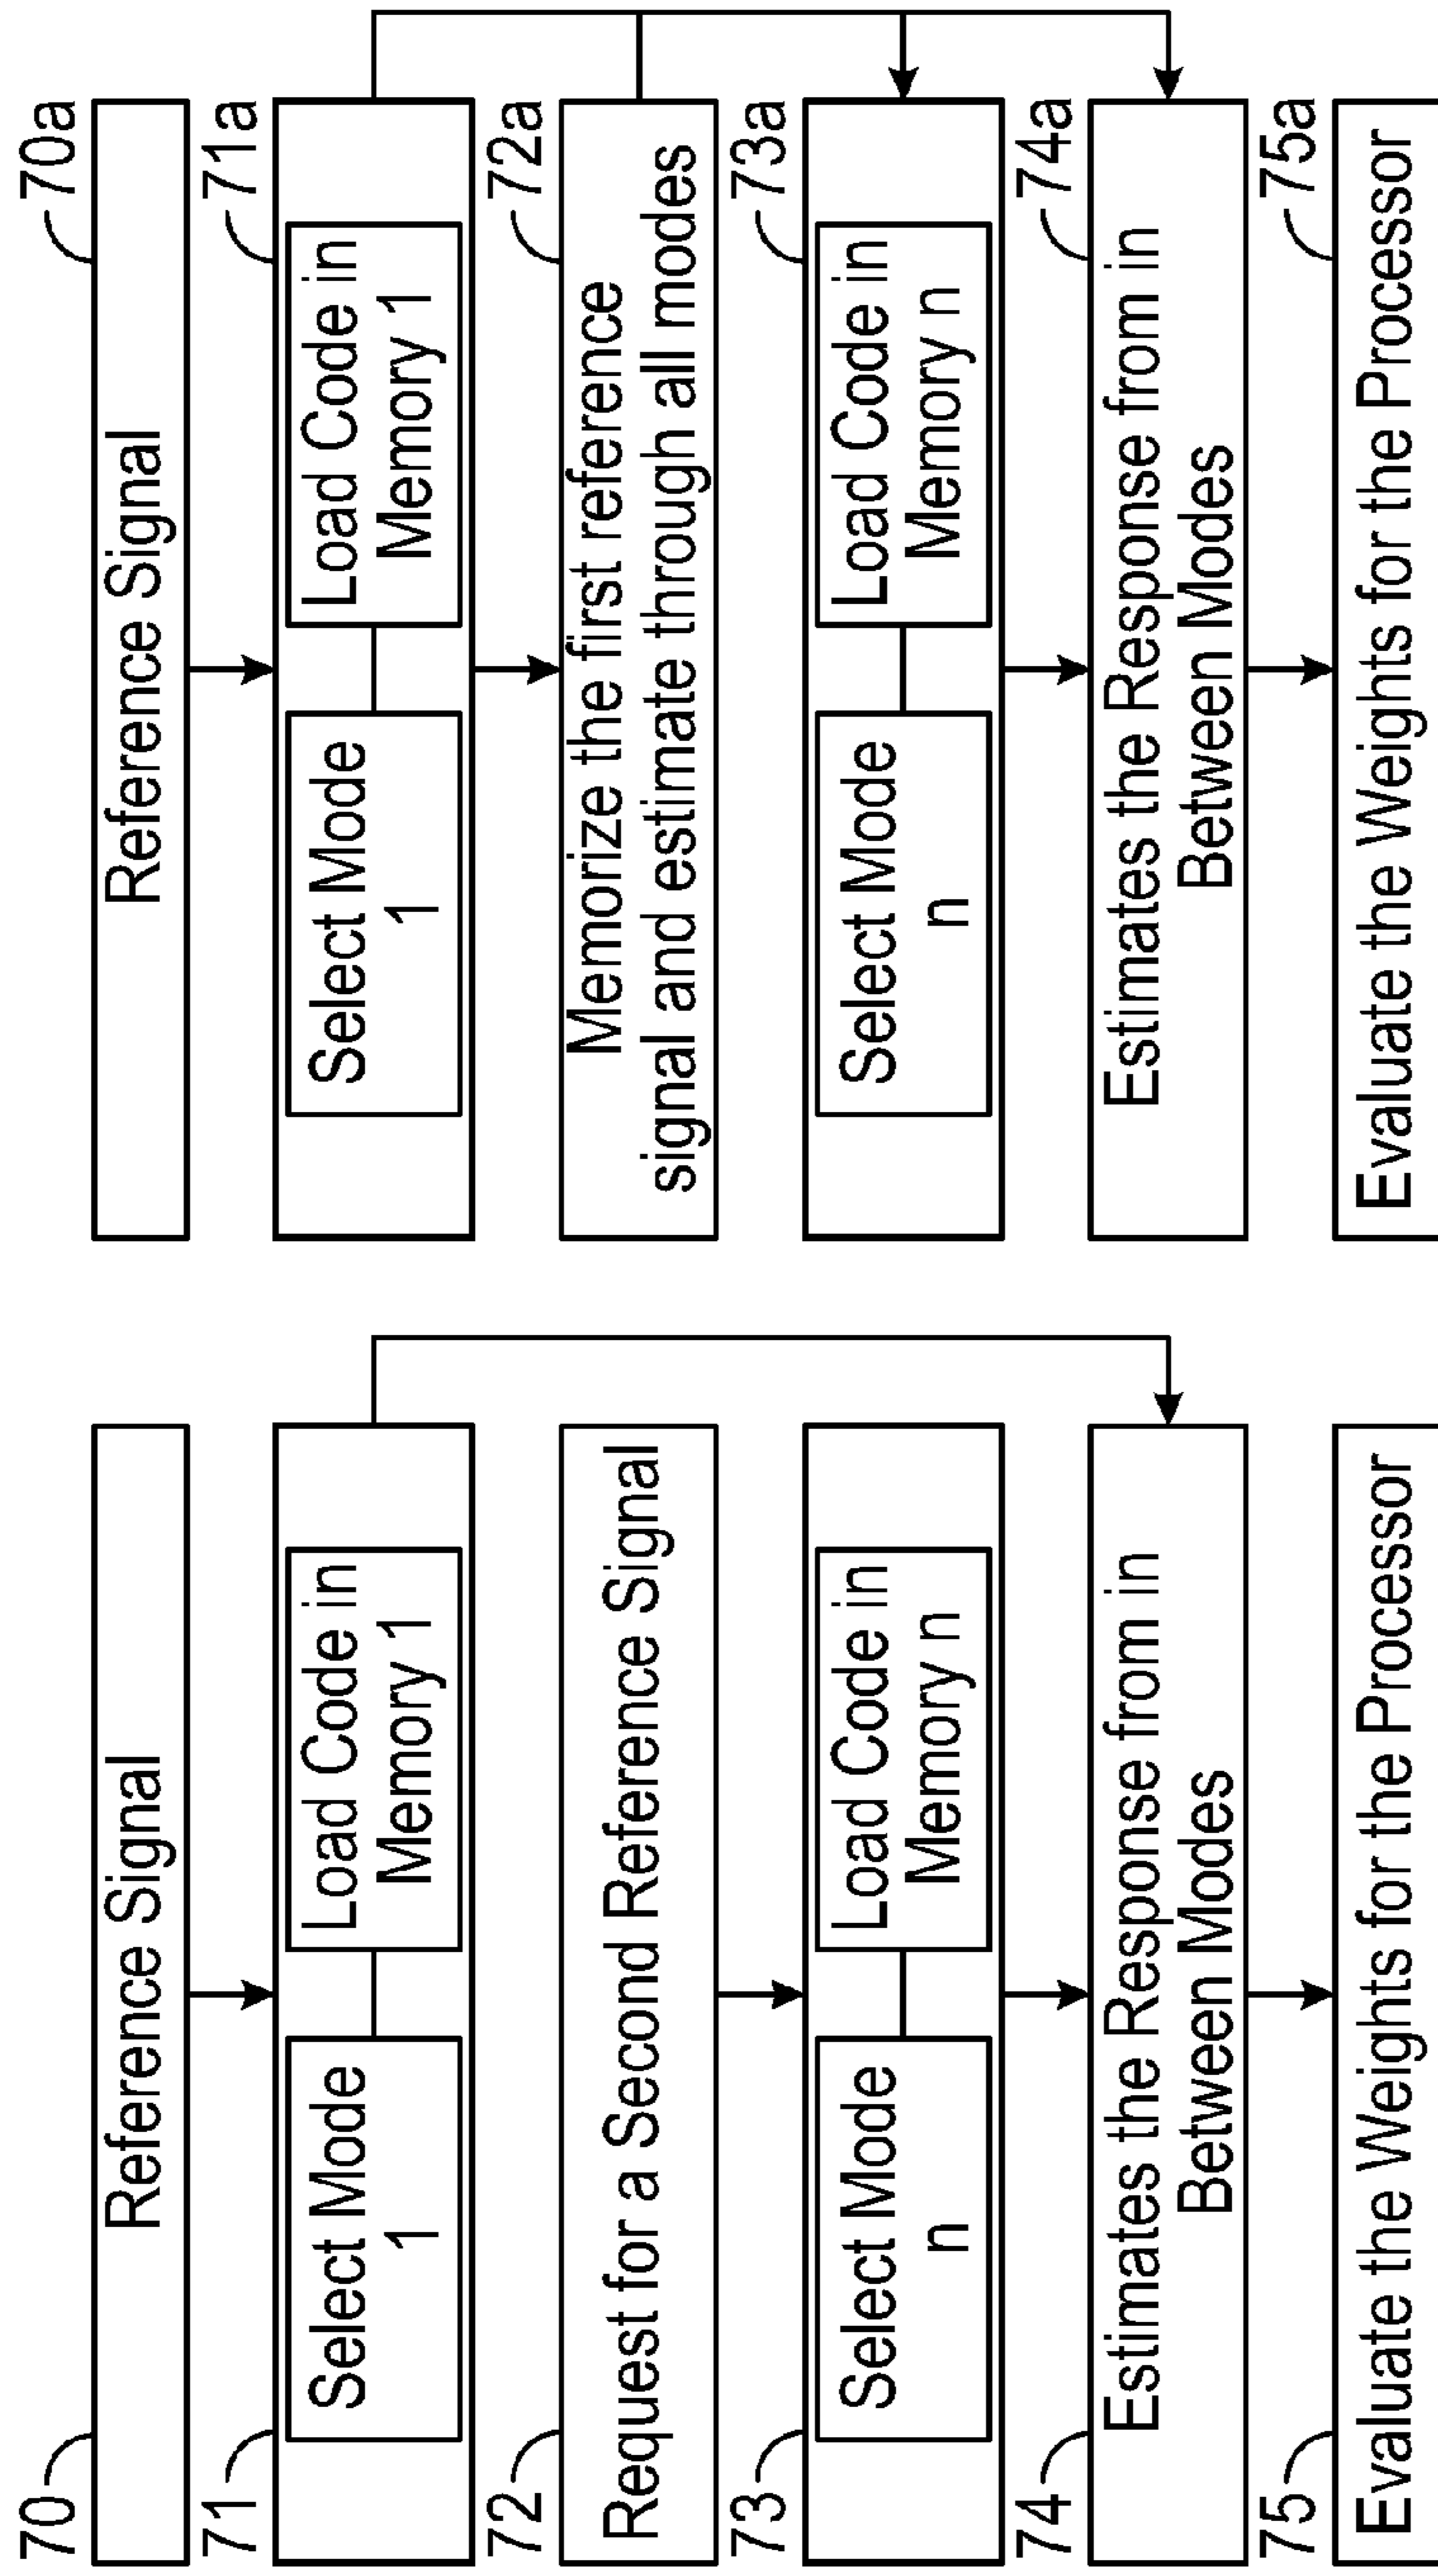 70
Reference Signal
71
Select Mode
1
Load Code in
Memory 1
72
Request for a Second Reference Signal
73
Select Mode
n
Load Code in
Memory n
74
Estimates the Response from in
Between Modes
75
Evaluate the Weights for the Processor
70a
Reference Signal
71a
Select Mode
1
Load Code in
Memory 1
72a
Memorize the first reference
signal and estimate through all modes
73a
Select Mode
n
Load Code in
Memory n
74a
Estimates the Response from in
Between Modes
75a
Evaluate the Weights for the Processor